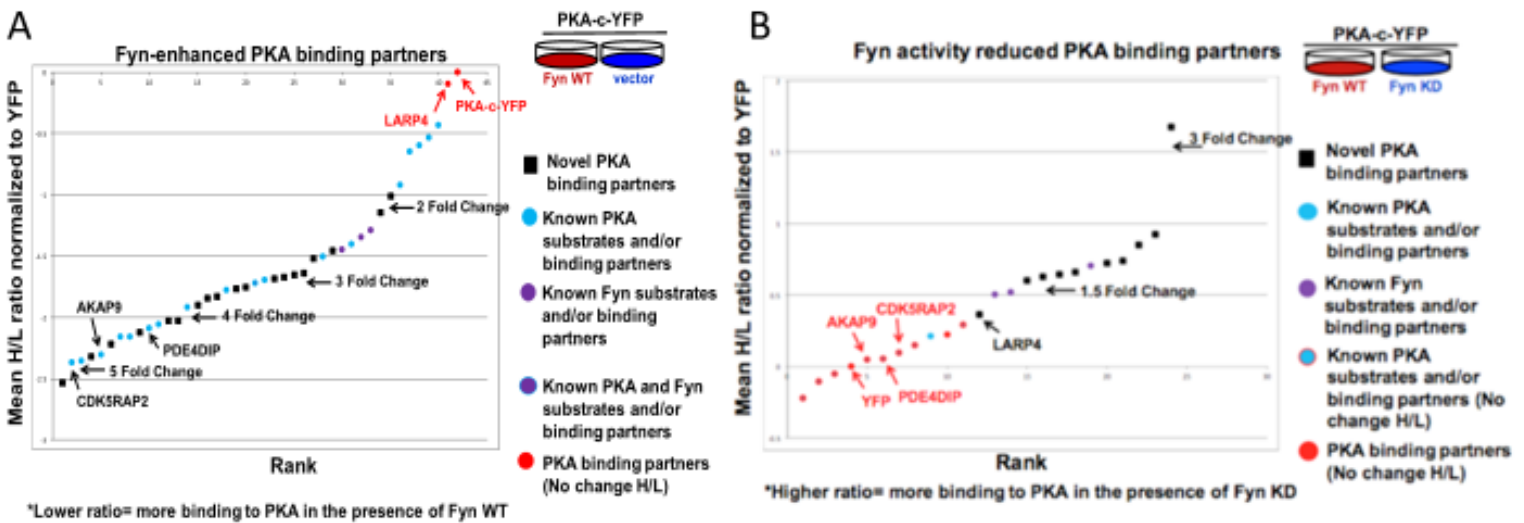 A
Fyn-enhanced PKA binding partners
PKA-c-YFP
Fyn WT
vector
Mean H/L ratio normalized to YFP
0
PKA-c-YFP
LARP4
-1
2 Fold Change
3 Fold Change
AKAP9
4 Fold Change
PDE4DIP
5 Fold Change
CDK5RAP2
Rank
Novel PKA
binding partners
Known PKA
substrates and/or
binding partners
Known Fyn substrates
and/or binding
partners
Known PKA and Fyn
substrates and/or
binding partners
PKA binding partners
(No change H/L)
*Lower ratio= more binding to PKA in the presence of Fyn WT
B
Fyn activity reduced PKA binding partners
PKA-c-YFP
Fyn WT
Fyn KD
Mean H/L ratio normalized to YFP
3 Fold Change
1.5 Fold Change
CDK5RAP2
AKAP9
LARP4
YFP
PDE4DIP
Rank
Novel PKA
binding partners
Known PKA
substrates and/or
binding partners
Known Fyn
substrates and/or
binding partners
Known PKA
substrates and/or
binding partners (No
change H/L)
PKA binding partners
(No change H/L)
*Higher ratio= more binding to PKA in the presence of Fyn KD